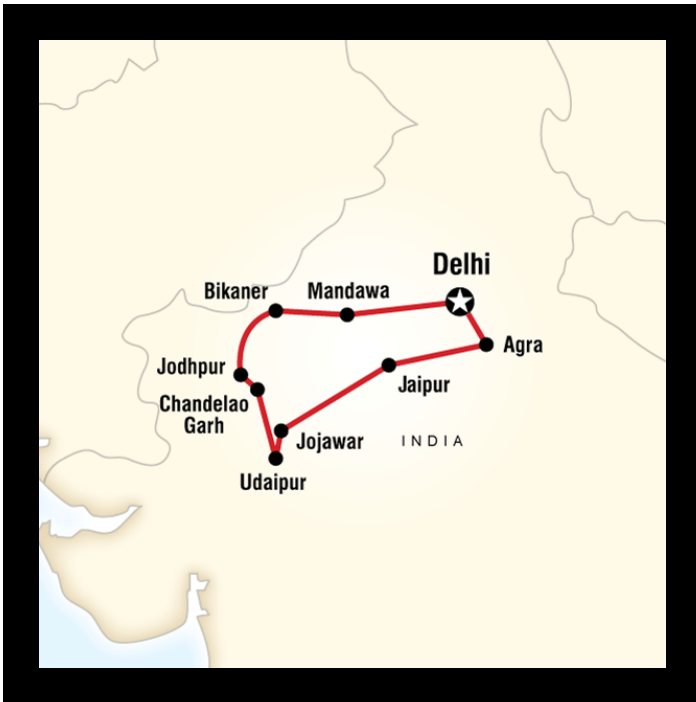 Delhi
Bikaner
Mandawa
Agra
Jodhpur
Jaipur
Chandelao
Garh
Jojawar
INDIA
Udaipur